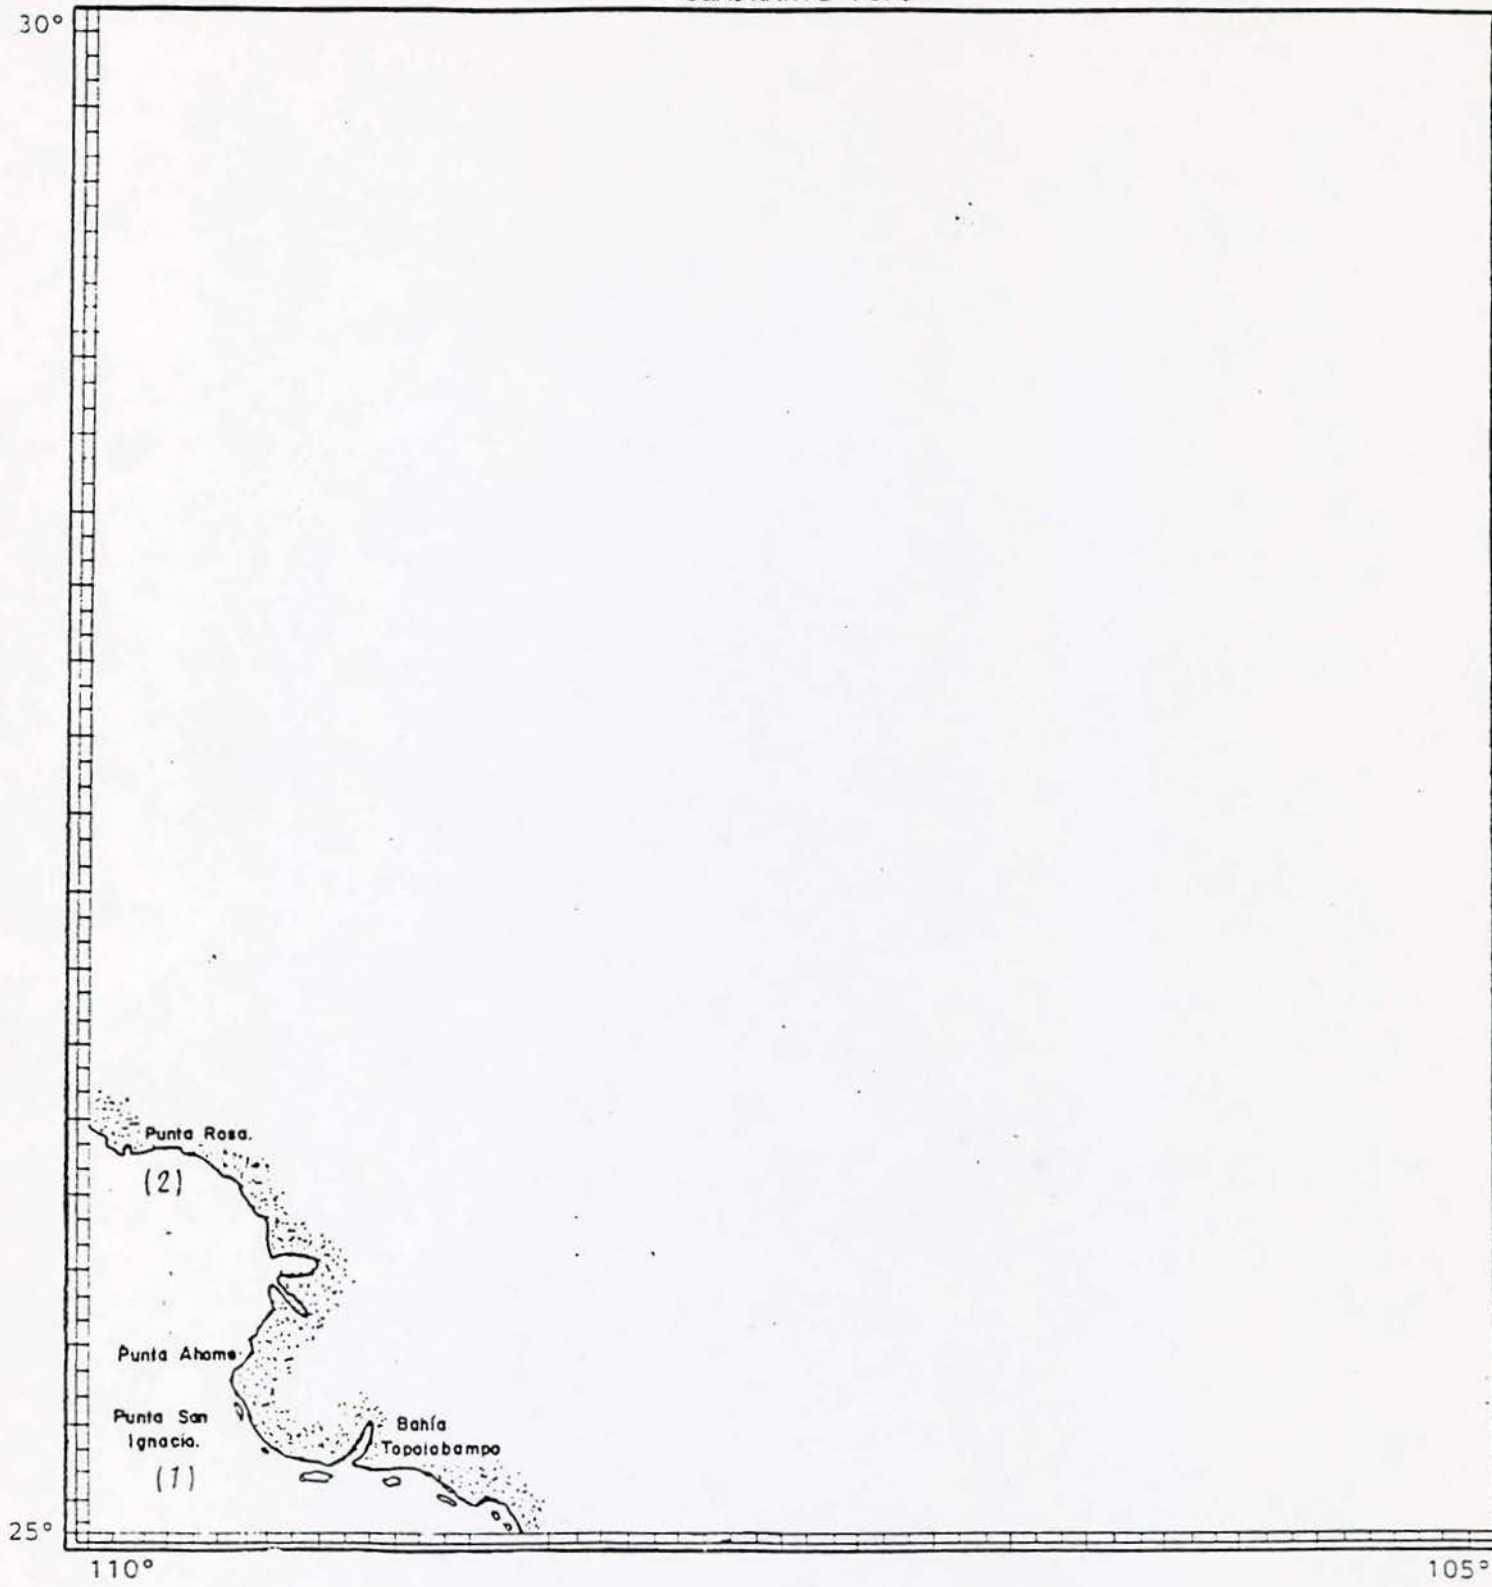 30°
Punta Rosa.
(2)
Punta Ahome
Punta San
Ignacio.
(1)
Bahía
Topolobampo
25°
110°
105°